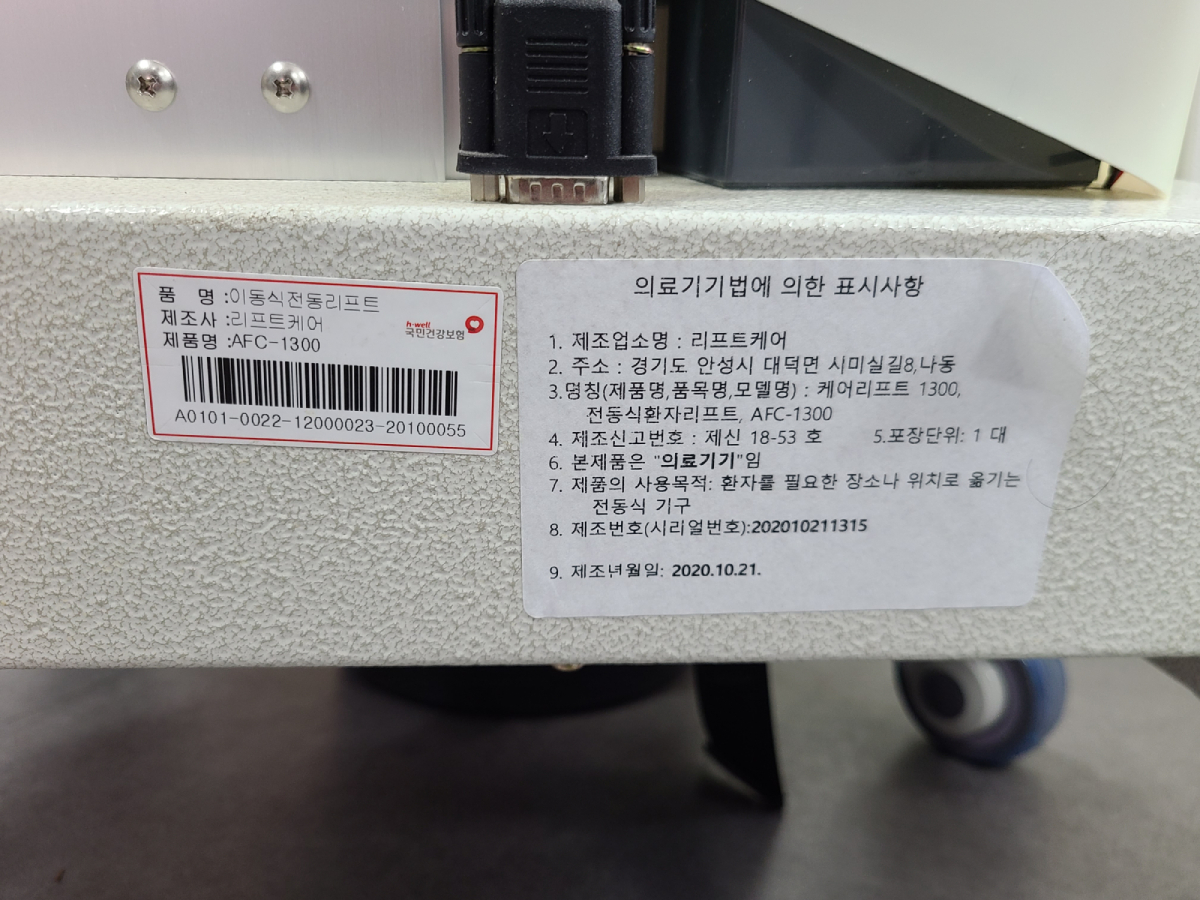 품 명 :이동식전동리프트
제조사 :리프트케어
제품명 :AFC-1300
h-well
국민건강보험
A0101-0022-12000023-20100055
의료기기법에 의한 표시사항
1. 제조업소명 : 리프트케어
2. 주소 : 경기도 안성시 대덕면 시미실길8,나동
3.명칭(제품명,품목명,모델명) : 케어리프트 1300,
전동식환자리프트, AFC-1300
4. 제조신고번호 : 제신 18-53 호 5.포장단위: 1 대
6. 본제품은 "의료기기"임
7. 제품의 사용목적: 환자를 필요한 장소나 위치로 옮기는
전동식 기구
8. 제조번호(시리얼번호):202010211315
9. 제조년월일: 2020.10.21.